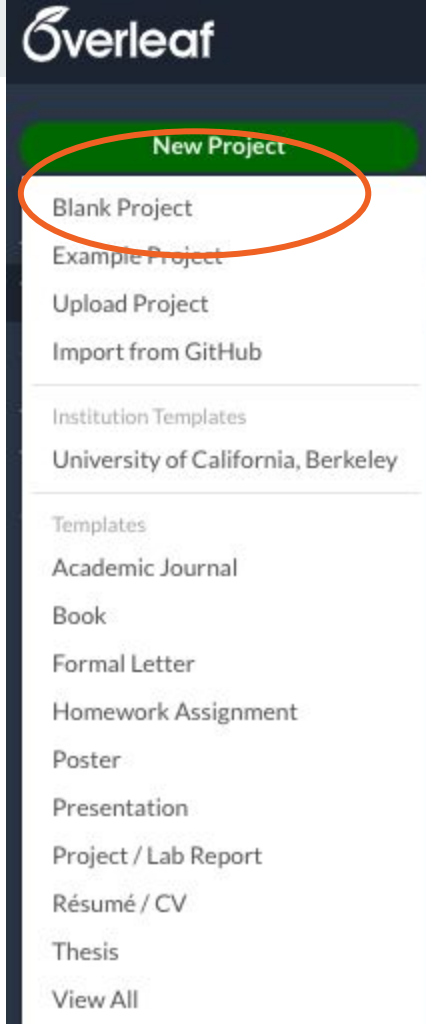 Overleaf
New Project
Blank Project
Example Project
Upload Project
Import from GitHub
Institution Templates
University of California, Berkeley
Templates
Academic Journal
Book
Formal Letter
Homework Assignment
Poster
Presentation
Project / Lab Report
Résumé / CV
Thesis
View All